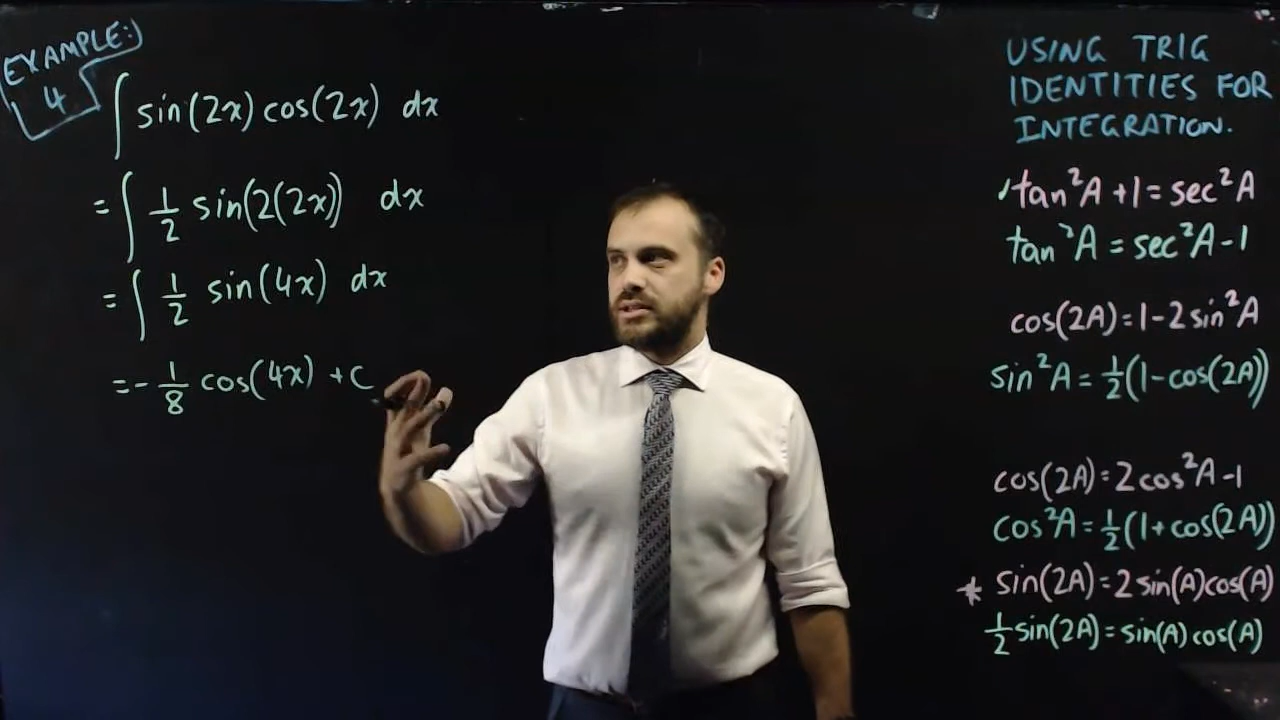 EXAMPLE:
4
∫ sin(2x) cos(2x) dx
= ∫ 1/2 sin(2(2x)) dx
= ∫ 1/2 sin(4x) dx
= - 1/8 cos(4x) + c
USING TRIG
IDENTITIES FOR
INTEGRATION.
tan²A + 1 = sec²A
tan²A = sec²A - 1
cos(2A) = 1 - 2 sin²A
sin²A = 1/2 (1 - cos(2A))
cos(2A) = 2 cos²A - 1
cos²A = 1/2 (1 + cos(2A))
* sin(2A) = 2 sin(A) cos(A)
1/2 sin(2A) = sin(A) cos(A)